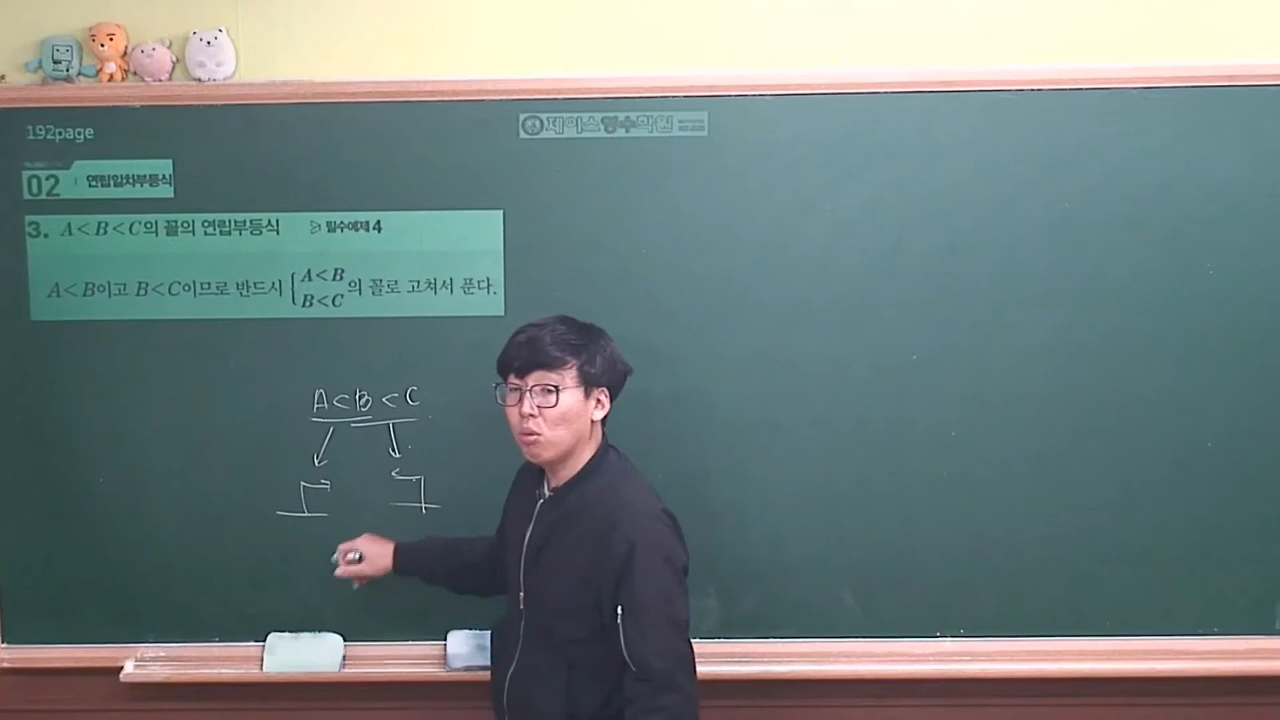 제이스영수학원
192page
02 연립일차부등식
3. A<B<C의 꼴의 연립부등식 필수예제 4
A<B이고 B<C이므로 반드시 { A<B B<C 의 꼴로 고쳐서 푼다.
A<B<C